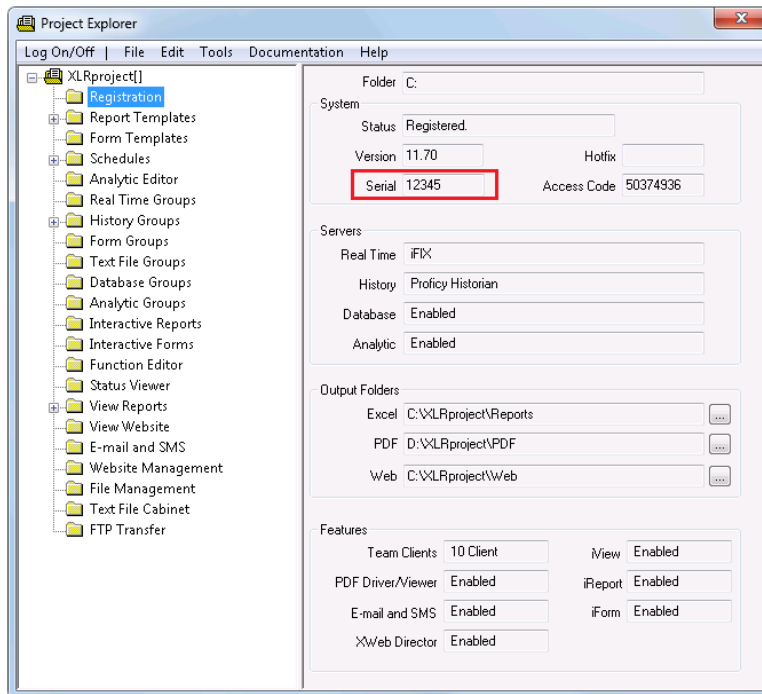 Project Explorer
Log On/Off | File Edit Tools Documentation Help
XLRproject[]
Registration
Report Templates
Form Templates
Schedules
Analytic Editor
Real Time Groups
History Groups
Form Groups
Text File Groups
Database Groups
Analytic Groups
Interactive Reports
Interactive Forms
Function Editor
Status Viewer
View Reports
View Website
E-mail and SMS
Website Management
File Management
Text File Cabinet
FTP Transfer
Folder C:
System
Status Registered.
Version 11.70 Hotfix
Serial 12345 Access Code 50374936
Servers
Real Time iFIX
History Proficy Historian
Database Enabled
Analytic Enabled
Output Folders
Excel C:\XLRproject\Reports ...
PDF D:\XLRproject\PDF ...
Web C:\XLRproject\Web ...
Features
Team Clients 10 Client iView Enabled
PDF Driver/Viewer Enabled iReport Enabled
E-mail and SMS Enabled iForm Enabled
XWeb Director Enabled